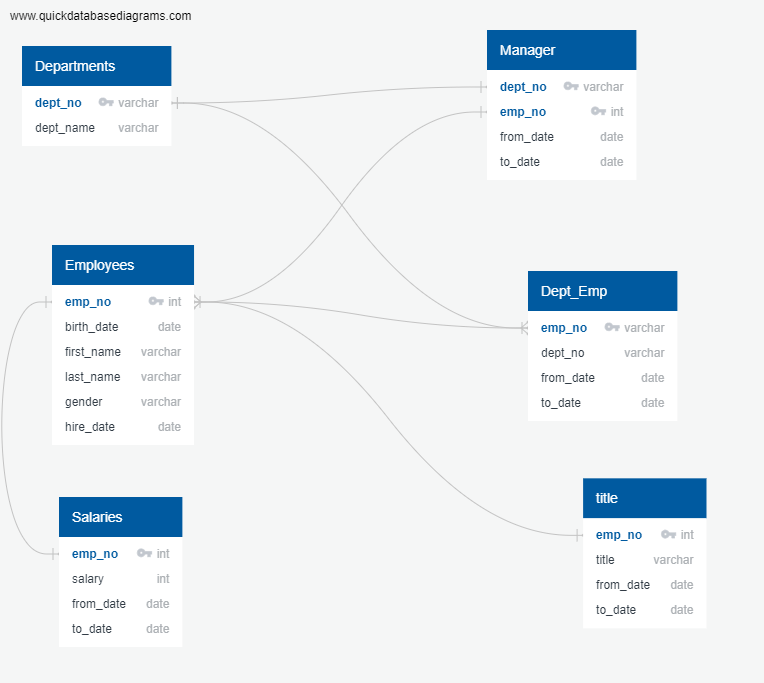 www.quickdatabasediagrams.com
Departments
dept_no varchar
dept_name varchar
Manager
dept_no varchar
emp_no int
from_date date
to_date date
Employees
emp_no int
birth_date date
first_name varchar
last_name varchar
gender varchar
hire_date date
Dept_Emp
emp_no varchar
dept_no varchar
from_date date
to_date date
Salaries
emp_no int
salary int
from_date date
to_date date
title
emp_no int
title varchar
from_date date
to_date date